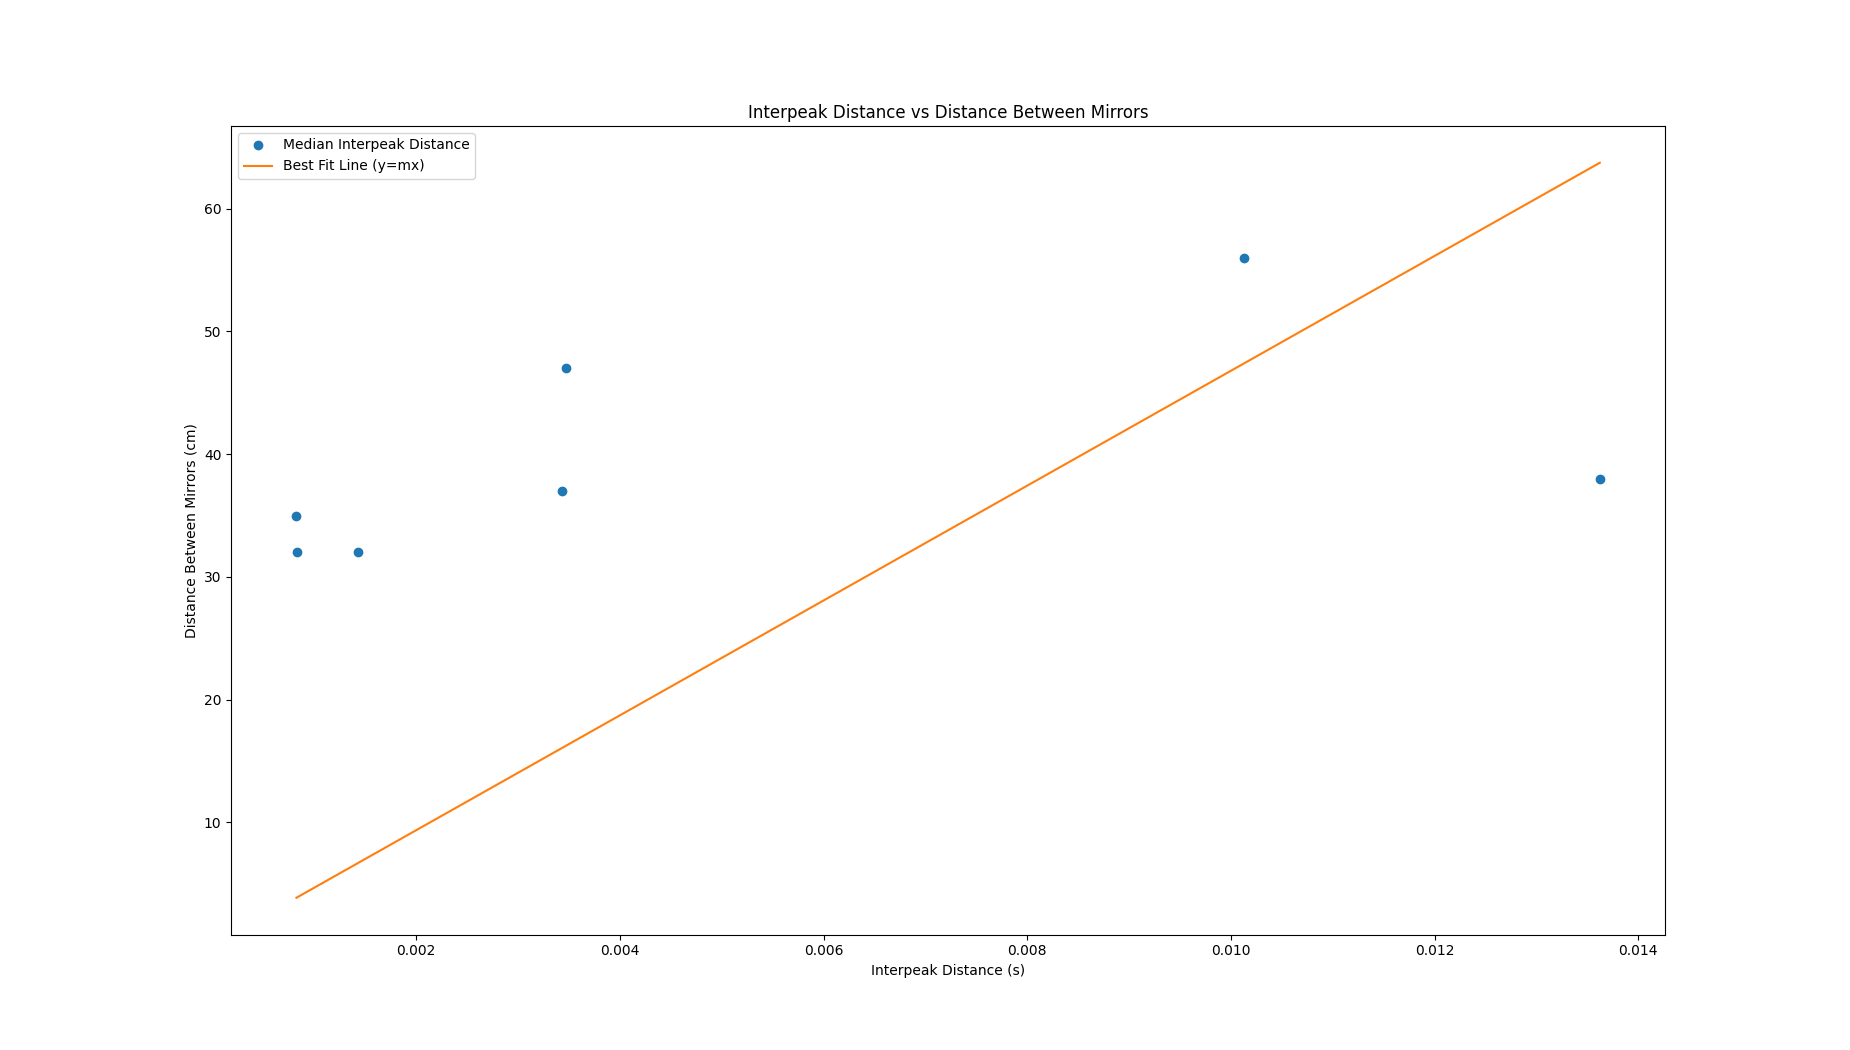 Interpeak Distance vs Distance Between Mirrors
Median Interpeak Distance
Best Fit Line (y=mx)
60
50
40
30
20
10
Distance Between Mirrors (cm)
0.002 0.004 0.006 0.008 0.010 0.012 0.014
Interpeak Distance (s)